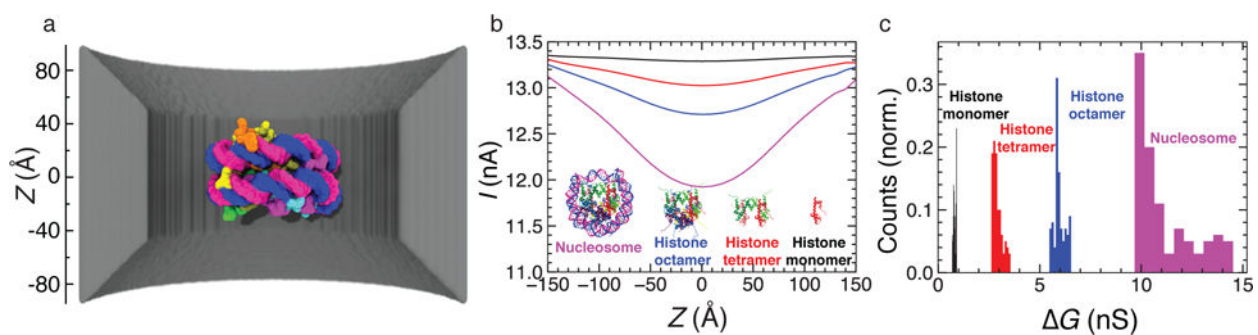 a
Z (Å)
80
40
0
-40
-80
b
I (nA)
13.5
13.0
12.5
12.0
11.5
11.0
Nucleosome
Histone
octamer
Histone
tetramer
Histone
monomer
−150 −100 −50 0 50 100 150
Z (Å)
c
Counts (norm.)
0.3
0.2
0.1
0.0
Histone
monomer
Histone
tetramer
Histone
octamer
Nucleosome
0 5 10 15
ΔG (nS)